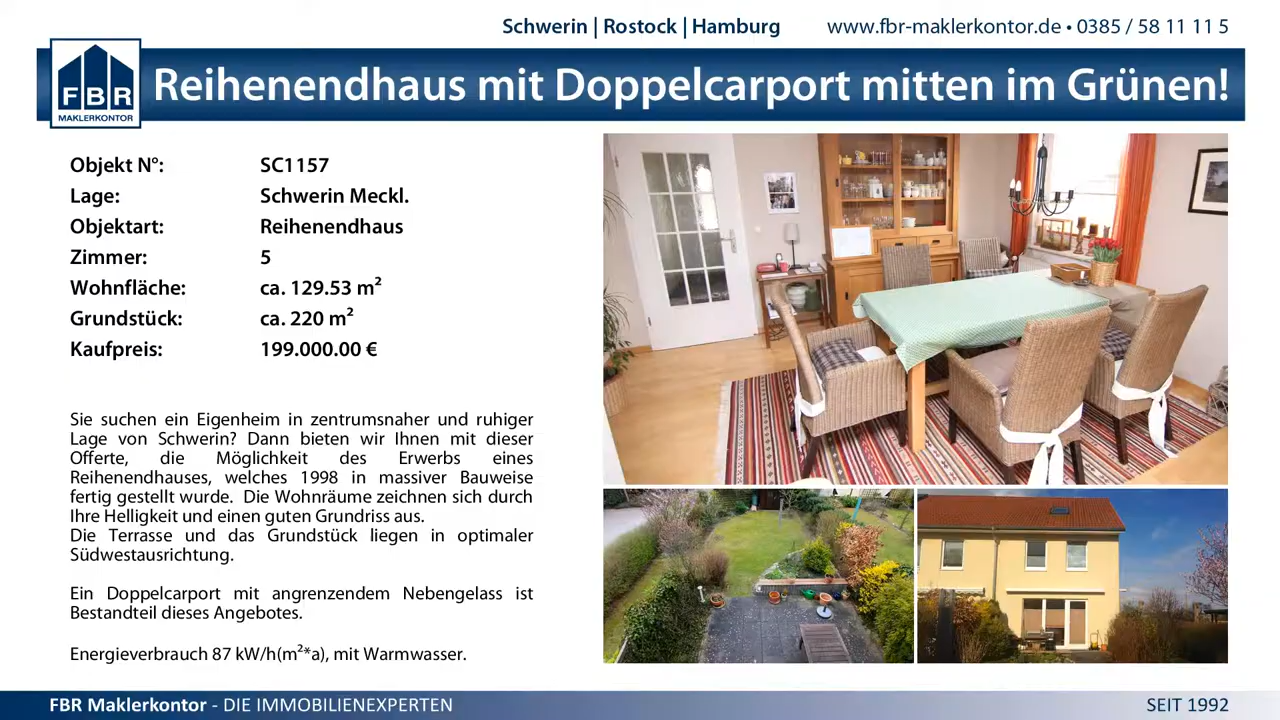 Schwerin | Rostock | Hamburg www.fbr-maklerkontor.de • 0385 / 58 11 11 5
FBR
MAKLERKONTOR
Reihenendhaus mit Doppelcarport mitten im Grünen!
Objekt N°: SC1157
Lage: Schwerin Meckl.
Objektart: Reihenendhaus
Zimmer: 5
Wohnfläche: ca. 129.53 m²
Grundstück: ca. 220 m²
Kaufpreis: 199.000.00 €
Sie suchen ein Eigenheim in zentrumsnaher und ruhiger
Lage von Schwerin? Dann bieten wir Ihnen mit dieser
Offerte, die Möglichkeit des Erwerbs eines
Reihenendhauses, welches 1998 in massiver Bauweise
fertig gestellt wurde. Die Wohnräume zeichnen sich durch
Ihre Helligkeit und einen guten Grundriss aus.
Die Terrasse und das Grundstück liegen in optimaler
Südwestausrichtung.
Ein Doppelcarport mit angrenzendem Nebengelass ist
Bestandteil dieses Angebotes.
Energieverbrauch 87 kW/h(m²*a), mit Warmwasser.
FBR Maklerkontor - DIE IMMOBILIENEXPERTEN SEIT 1992